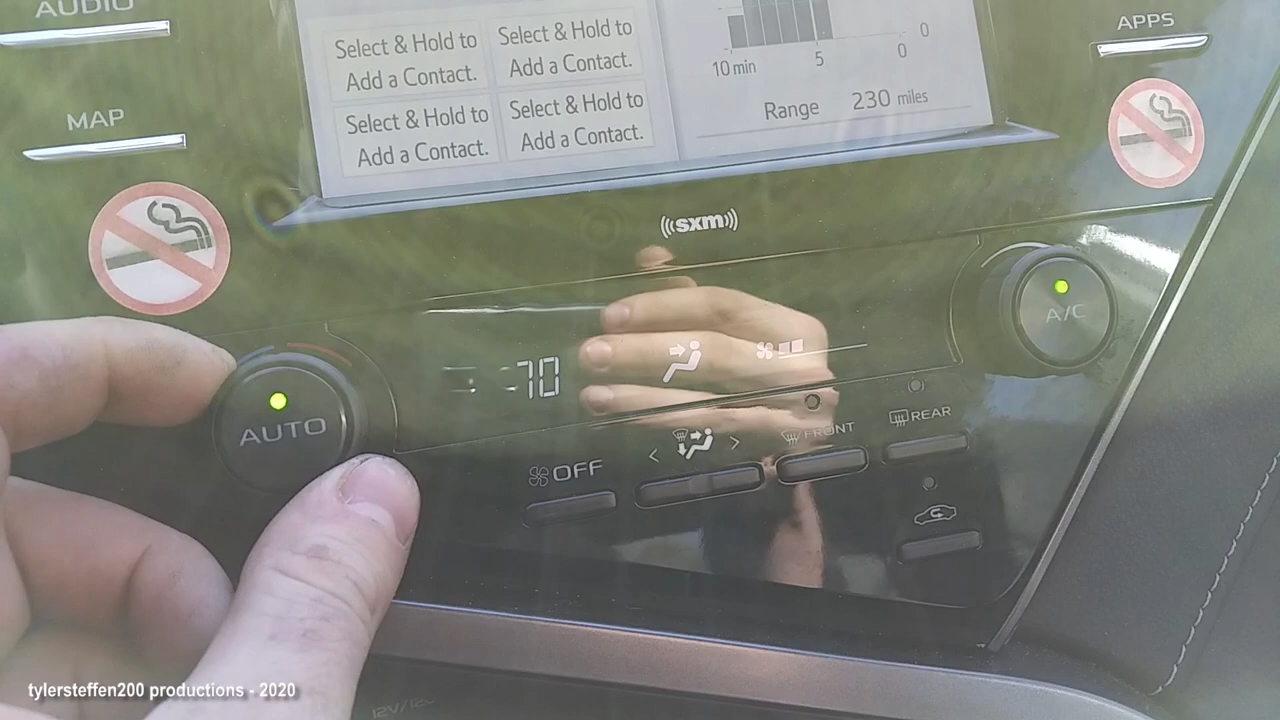 AUDIO
MAP
Select & Hold to
Add a Contact.
Select & Hold to
Add a Contact.
Select & Hold to
Add a Contact.
Select & Hold to
Add a Contact.
0
10 min 5 0
Range 230 miles
APPS
sxm
AUTO
70
A/C
OFF
< >
FRONT
REAR
12V/12
tylersteffen200 productions - 2020